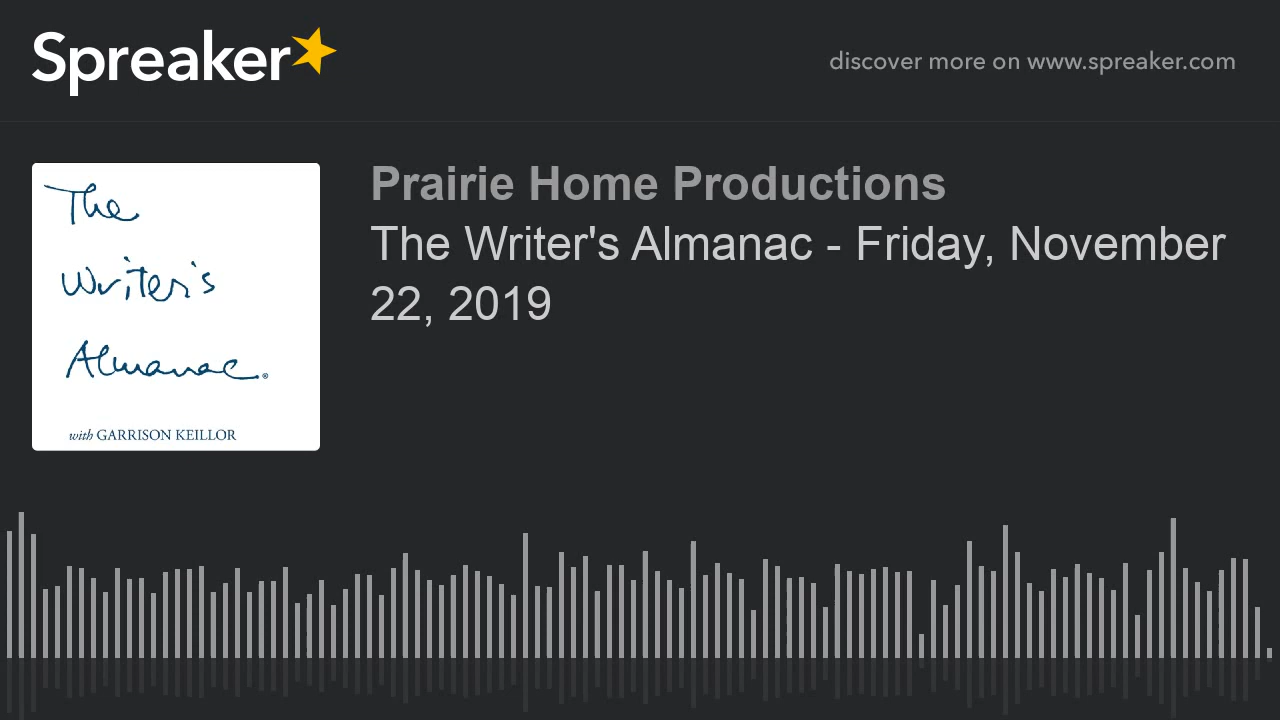 Spreaker
discover more on www.spreaker.com
The
Writer's
Almanac.®
with GARRISON KEILLOR
Prairie Home Productions
The Writer's Almanac - Friday, November
22, 2019